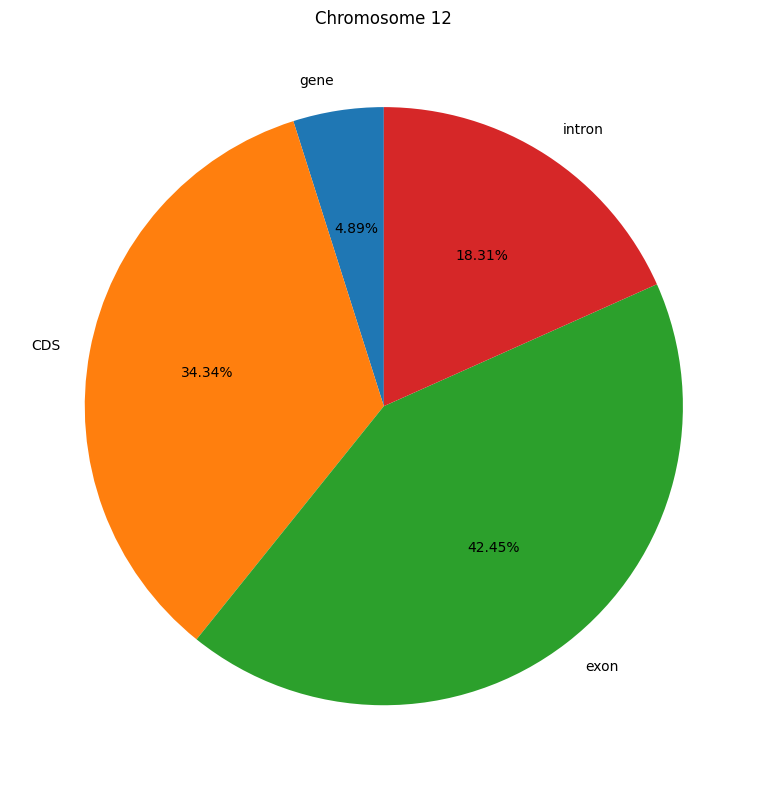 Chromosome 12
gene
intron
4.89%
18.31%
CDS
34.34%
42.45%
exon